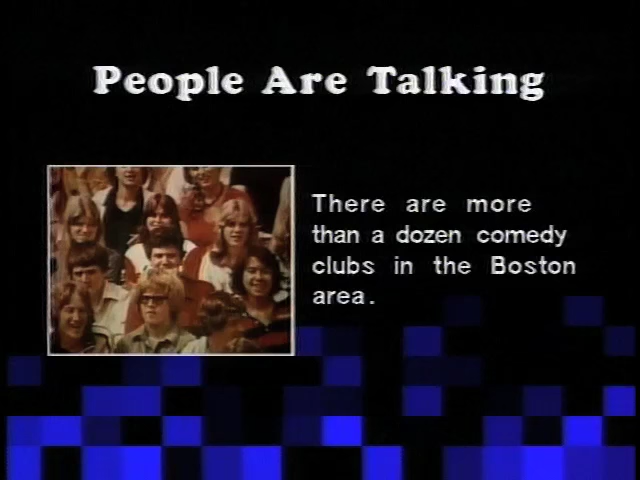 People Are Talking
There are more
than a dozen comedy
clubs in the Boston
area.